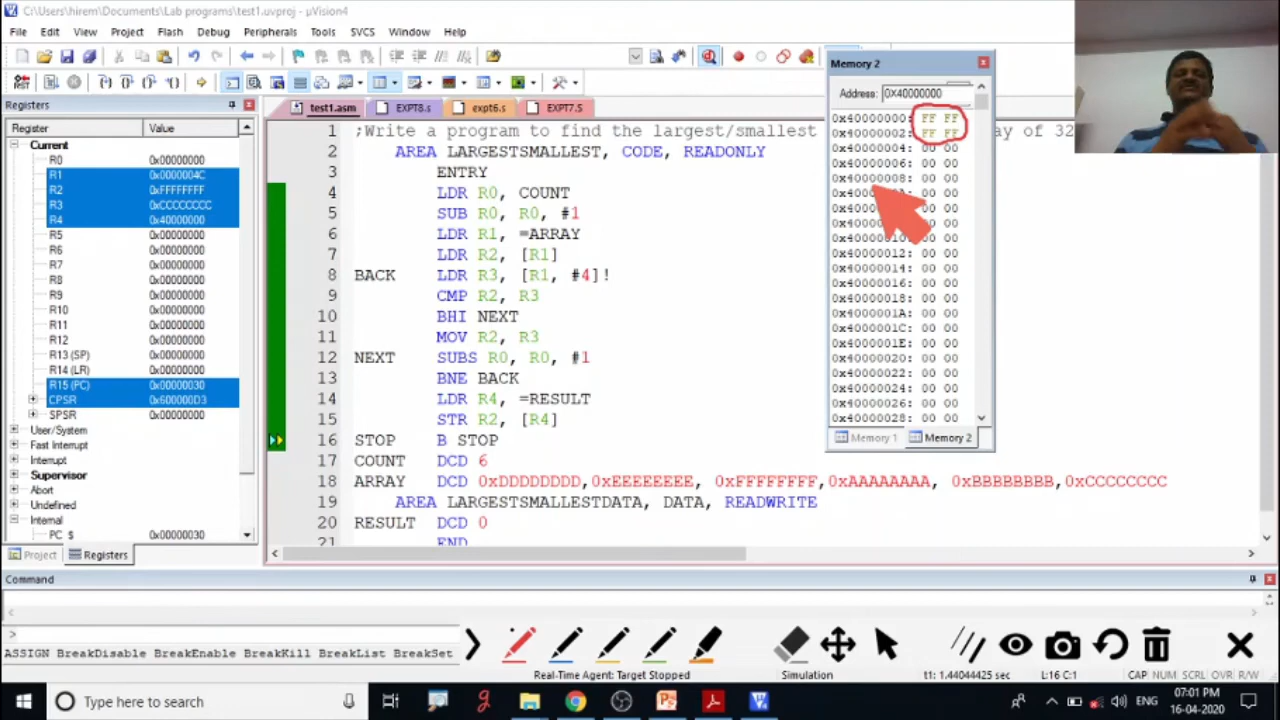 C:\Users\hirem\Documents\Lab programs\test1.uvproj - µVision4
File Edit View Project Flash Debug Peripherals Tools SVCS Window Help
Registers
test1.asm EXPT8.s expt6.s EXPT7.S
Register Value
Current
R0 0x00000000
R1 0x0000004C
R2 0xFFFFFFFF
R3 0xCCCCCCCC
R4 0x40000000
R5 0x00000000
R6 0x00000000
R7 0x00000000
R8 0x00000000
R9 0x00000000
R10 0x00000000
R11 0x00000000
R12 0x00000000
R13 (SP) 0x00000000
R14 (LR) 0x00000000
R15 (PC) 0x00000030
CPSR 0x600000D3
SPSR 0x00000000
User/System
Fast Interrupt
Interrupt
Supervisor
Abort
Undefined
Internal
PC $ 0x00000030
Project Registers
1 ;Write a program to find the largest/smallest ay of 32
2 AREA LARGESTSMALLEST, CODE, READONLY
3 ENTRY
4 LDR R0, COUNT
5 SUB R0, R0, #1
6 LDR R1, =ARRAY
7 LDR R2, [R1]
8 BACK LDR R3, [R1, #4]!
9 CMP R2, R3
10 BHI NEXT
11 MOV R2, R3
12 NEXT SUBS R0, R0, #1
13 BNE BACK
14 LDR R4, =RESULT
15 STR R2, [R4]
16 STOP B STOP
17 COUNT DCD 6
18 ARRAY DCD 0xDDDDDDDD,0xEEEEEEEE, 0xFFFFFFFF,0xAAAAAAAA, 0xBBBBBBBB,0xCCCCCCCC
19 AREA LARGESTSMALLESTDATA, DATA, READWRITE
20 RESULT DCD 0
21 END
Memory 2
Address: 0X40000000
0x40000000: FF FF
0x40000002: FF FF
0x40000004: 00 00
0x40000006: 00 00
0x40000008: 00 00
00 00
00
00
10: 00 00
0x40000012: 00 00
0x40000014: 00 00
0x40000016: 00 00
0x40000018: 00 00
0x4000001A: 00 00
0x4000001C: 00 00
0x4000001E: 00 00
0x40000020: 00 00
0x40000022: 00 00
0x40000024: 00 00
0x40000026: 00 00
0x40000028: 00 00
Memory 1 Memory 2
Command
>
ASSIGN BreakDisable BreakEnable BreakKill BreakList BreakSet
Real-Time Agent: Target Stopped Simulation t1: 1.44044425 sec L:16 C:1 CAP NUM SCRL OVR R/W
Type here to search
ENG
07:01 PM
16-04-2020